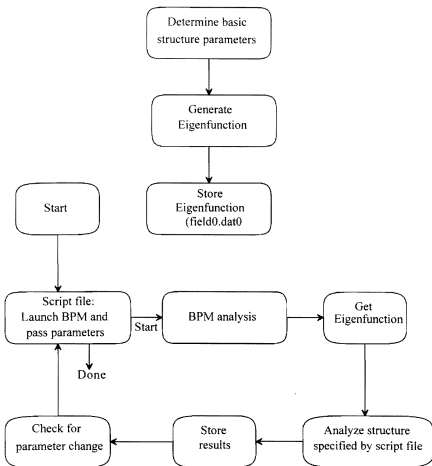 Determine basic
structure parameters
Generate
Eigenfunction
Store
Eigenfunction
(field0.dat0
Start
Script file:
Launch BPM and
pass parameters
Start
BPM analysis
Get
Eigenfunction
Done
Check for
parameter change
Store
results
Analyze structure
specified by script file